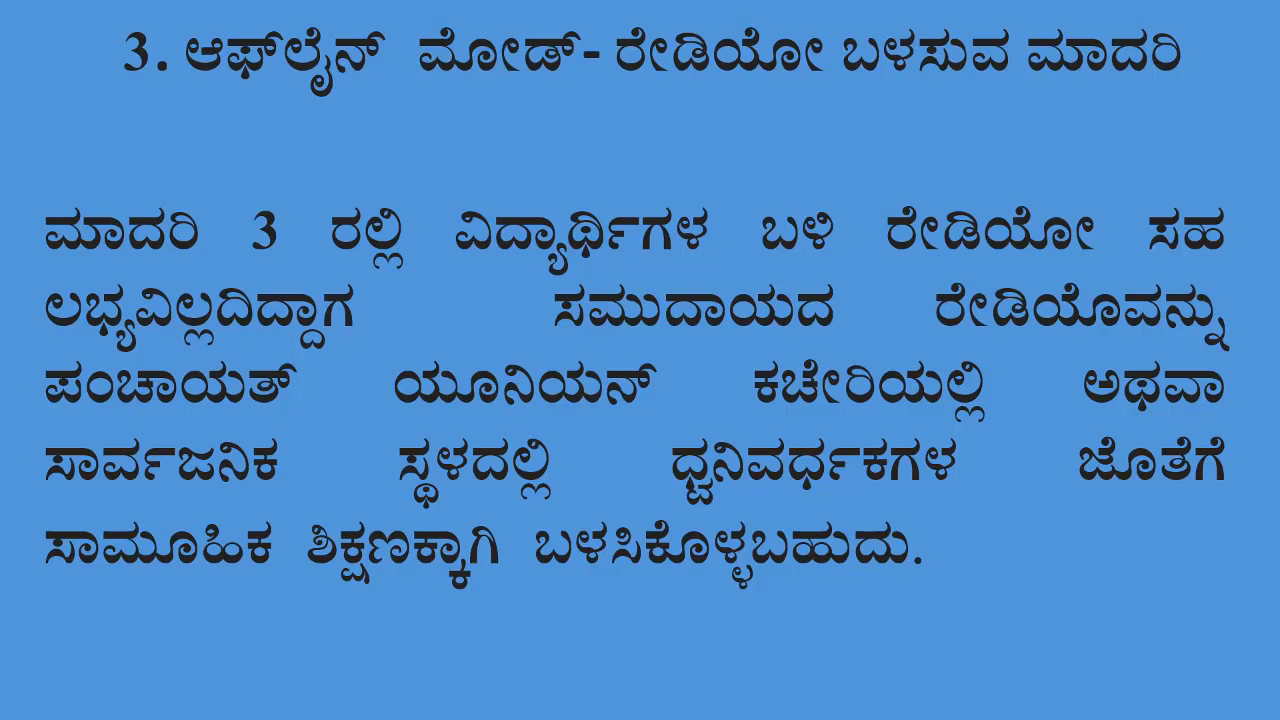 3. ಆಫ್‌ಲೈನ್ ಮೋಡ್- ರೇಡಿಯೋ ಬಳಸುವ ಮಾದರಿ
ಮಾದರಿ 3 ರಲ್ಲಿ ವಿದ್ಯಾರ್ಥಿಗಳ ಬಳಿ ರೇಡಿಯೋ ಸಹ
ಲಭ್ಯವಿಲ್ಲದಿದ್ದಾಗ ಸಮುದಾಯದ ರೇಡಿಯೊವನ್ನು
ಪಂಚಾಯತ್ ಯೂನಿಯನ್ ಕಚೇರಿಯಲ್ಲಿ ಅಥವಾ
ಸಾರ್ವಜನಿಕ ಸ್ಥಳದಲ್ಲಿ ಧ್ವನಿವರ್ಧಕಗಳ ಜೊತೆಗೆ
ಸಾಮೂಹಿಕ ಶಿಕ್ಷಣಕ್ಕಾಗಿ ಬಳಸಿಕೊಳ್ಳಬಹುದು.